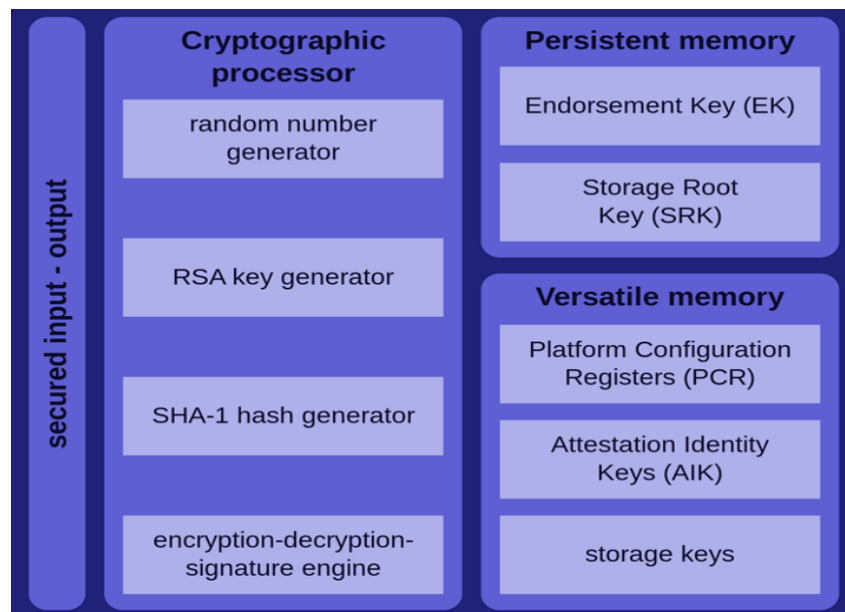 secured input - output
Cryptographic
processor
random number
generator
RSA key generator
SHA-1 hash generator
encryption-decryption-
signature engine
Persistent memory
Endorsement Key (EK)
Storage Root
Key (SRK)
Versatile memory
Platform Configuration
Registers (PCR)
Attestation Identity
Keys (AIK)
storage keys